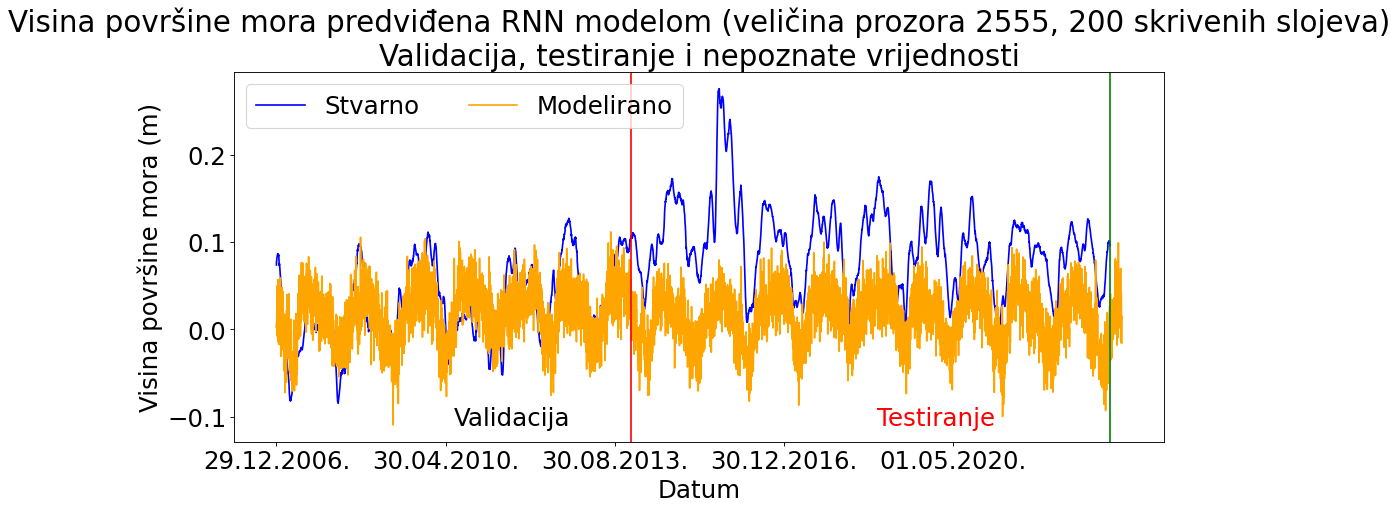 Visina površine mora predviđena RNN modelom (veličina prozora 2555, 200 skrivenih slojeva)
Validacija, testiranje i nepoznate vrijednosti
Stvarno Modelirano
Visina površine mora (m)
0.2
0.1
0.0
−0.1
Validacija Testiranje
29.12.2006. 30.04.2010. 30.08.2013. 30.12.2016. 01.05.2020.
Datum